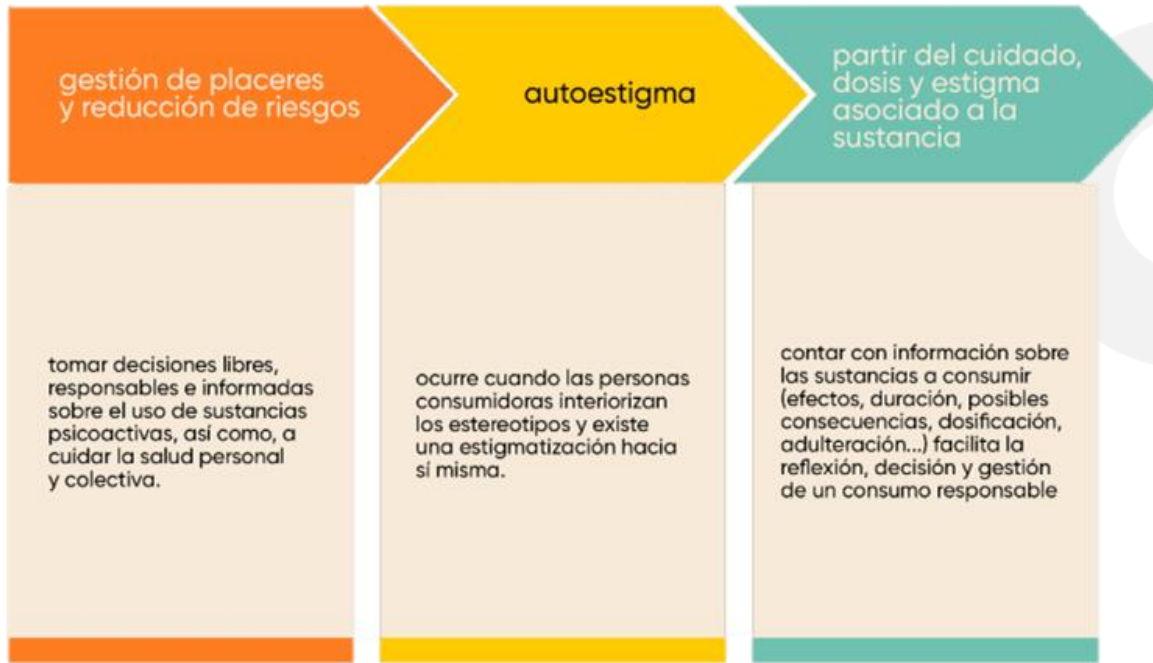 gestión de placeres
y reducción de riesgos
autoestigma
partir del cuidado,
dosis y estigma
asociado a la
sustancia
tomar decisiones libres,
responsables e informadas
sobre el uso de sustancias
psicoactivas, así como, a
cuidar la salud personal
y colectiva.
ocurre cuando las personas
consumidoras interiorizan
los estereotipos y existe
una estigmatización hacia
sí misma.
contar con información sobre
las sustancias a consumir
(efectos, duración, posibles
consecuencias, dosificación,
adulteración...) facilita la
reflexión, decisión y gestión
de un consumo responsable